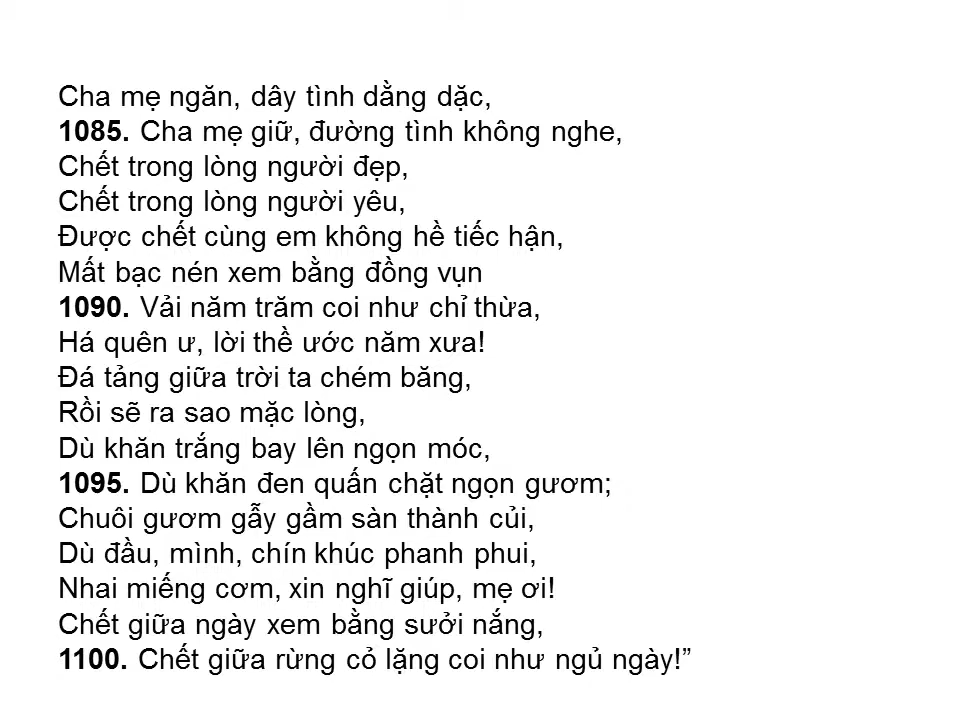 Cha mẹ ngăn, dây tình dằng dặc,
1085. Cha mẹ giữ, đường tình không nghe,
Chết trong lòng người đẹp,
Chết trong lòng người yêu,
Được chết cùng em không hề tiếc hận,
Mất bạc nén xem bằng đồng vụn
1090. Vải năm trăm coi như chỉ thừa,
Há quên ư, lời thề ước năm xưa!
Đá tảng giữa trời ta chém băng,
Rồi sẽ ra sao mặc lòng,
Dù khăn trắng bay lên ngọn móc,
1095. Dù khăn đen quấn chặt ngọn gươm;
Chuôi gươm gẫy gầm sàn thành củi,
Dù đầu, mình, chín khúc phanh phui,
Nhai miếng cơm, xin nghĩ giúp, mẹ ơi!
Chết giữa ngày xem bằng sưởi nắng,
1100. Chết giữa rừng cỏ lặng coi như ngủ ngày!”